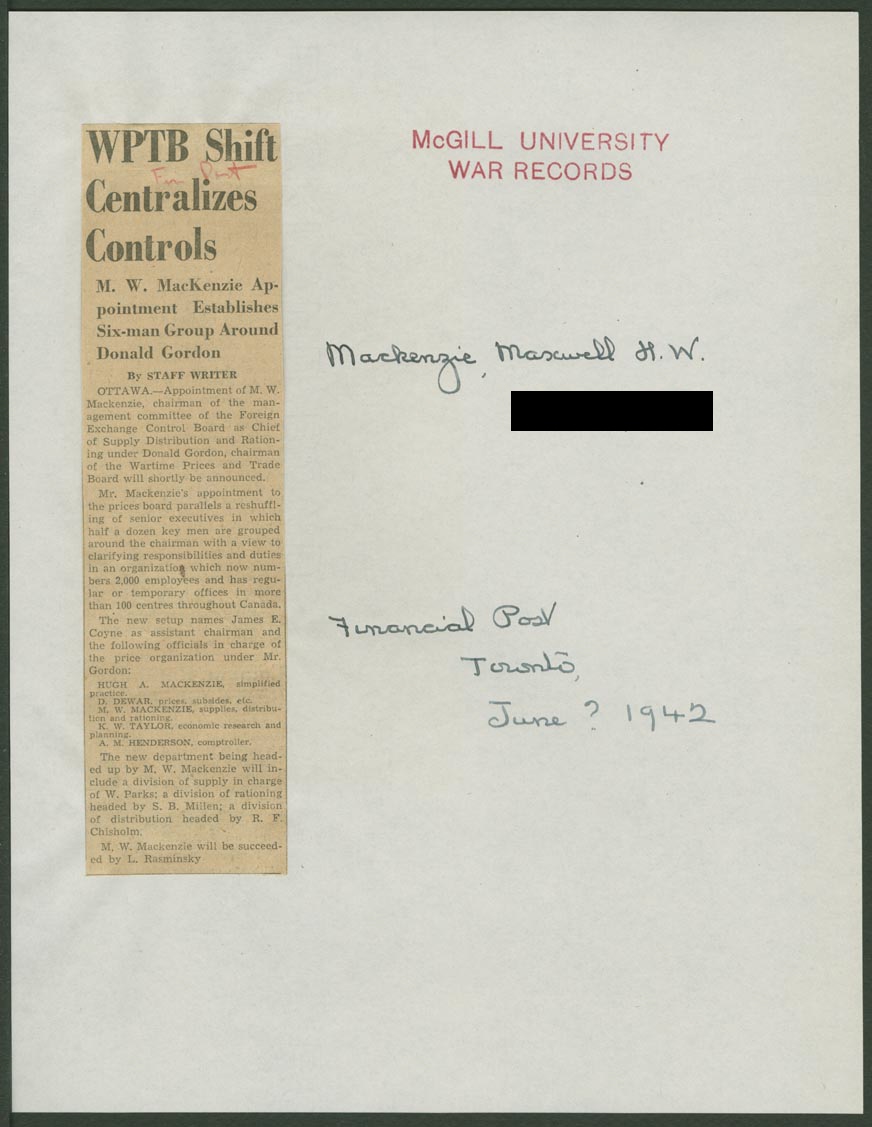 WPTB Shift
Fin Post
Centralizes
Controls
M. W. MacKenzie Ap-
pointment Establishes
Six-man Group Around
Donald Gordon
By STAFF WRITER
OTTAWA.—Appointment of M. W.
Mackenzie, chairman of the man-
agement committee of the Foreign
Exchange Control Board as Chief
of Supply Distribution and Ration-
ing under Donald Gordon, chairman
of the Wartime Prices and Trade
Board will shortly be announced.
Mr. Mackenzie's appointment to
the prices board parallels a reshuffl-
ing of senior executives in which
half a dozen key men are grouped
around the chairman with a view to
clarifying responsibilities and duties
in an organization which now num-
bers 2,000 employees and has regu-
lar or temporary offices in more
than 100 centres throughout Canada.
The new setup names James E.
Coyne as assistant chairman and
the following officials in charge of
the price organization under Mr.
Gordon:
HUGH A. MACKENZIE, simplified
practice.
D. DEWAR, prices, subsides, etc.
M. W. MACKENZIE, supplies, distribu-
tion and rationing.
K. W. TAYLOR, economic research and
planning.
A. M. HENDERSON, comptroller.
The new department being head-
ed up by M. W. Mackenzie will in-
clude a division of supply in charge
of W. Parks; a division of rationing
headed by S. B. Millen; a division
of distribution headed by R. F.
Chisholm.
M. W. Mackenzie will be succeed-
ed by L. Rasminsky
McGILL UNIVERSITY
WAR RECORDS
Mackenzie, Maxwell H. W.
Financial Post
Toronto,
June ? 1942